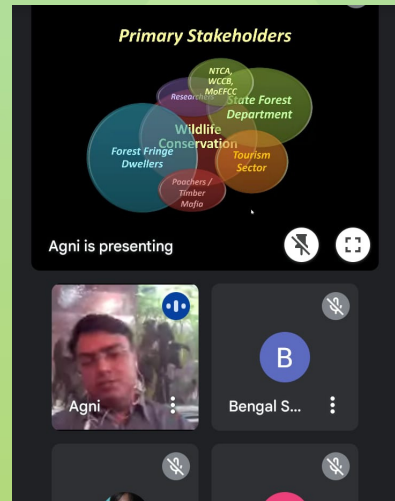 Primary Stakeholders
NTCA,
WCCB,
MoEFCC
Researchers
State Forest
Department
Wildlife
Conservation
Forest Fringe
Dwellers
Tourism
Sector
Poachers /
Timber
Mafia
Agni is presenting
B
Agni
Bengal S...